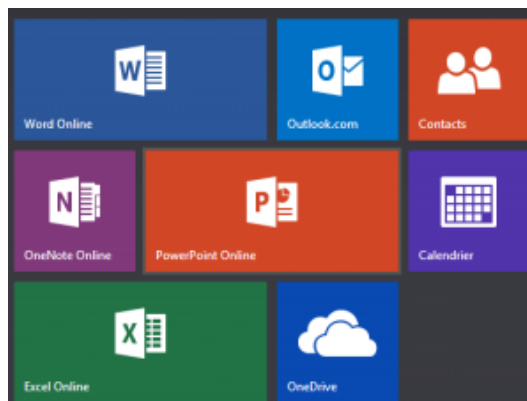 W
O
Word Online
Outlook.com
Contacts
N
P
OneNote Online
PowerPoint Online
Calendrier
X
Excel Online
OneDrive